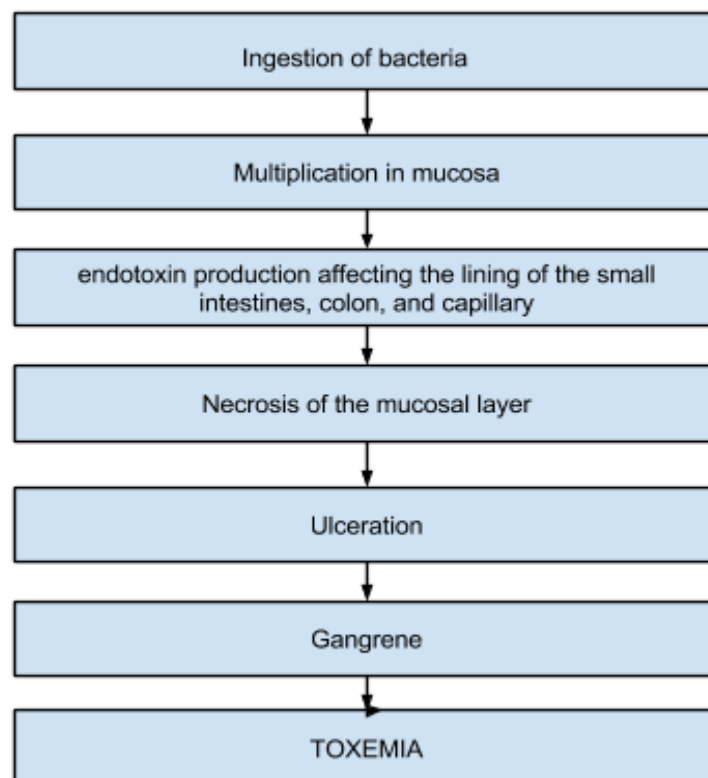 Ingestion of bacteria
Multiplication in mucosa
endotoxin production affecting the lining of the small
intestines, colon, and capillary
Necrosis of the mucosal layer
Ulceration
Gangrene
TOXEMIA